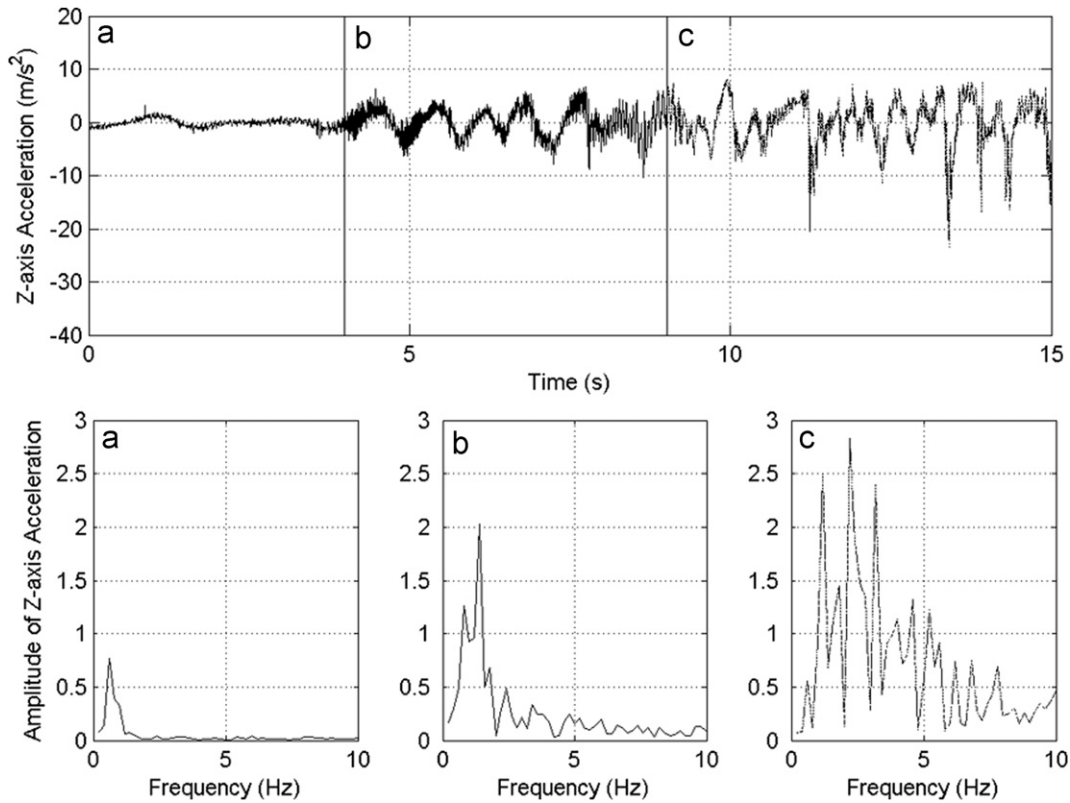 20
10
0
-10
-20
-30
-40
Z-axis Acceleration (m/s²)
a
b
c
0 5 10 15
Time (s)
Amplitude of Z-axis Acceleration
3
2.5
2
1.5
1
0.5
0
a
0 5 10
Frequency (Hz)
3
2.5
2
1.5
1
0.5
0
b
0 5 10
Frequency (Hz)
3
2.5
2
1.5
1
0.5
0
c
0 5 10
Frequency (Hz)